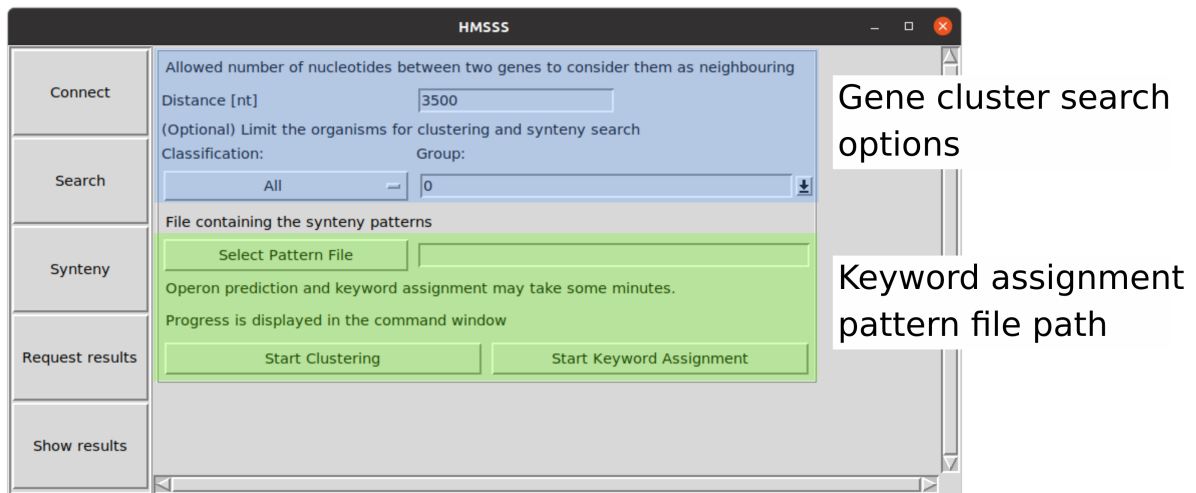 HMSSS
Connect
Search
Synteny
Request results
Show results
Allowed number of nucleotides between two genes to consider them as neighbouring
Distance [nt] 3500
(Optional) Limit the organisms for clustering and synteny search
Classification: Group:
All 0
File containing the synteny patterns
Select Pattern File
Operon prediction and keyword assignment may take some minutes.
Progress is displayed in the command window
Start Clustering Start Keyword Assignment
Gene cluster search
options
Keyword assignment
pattern file path